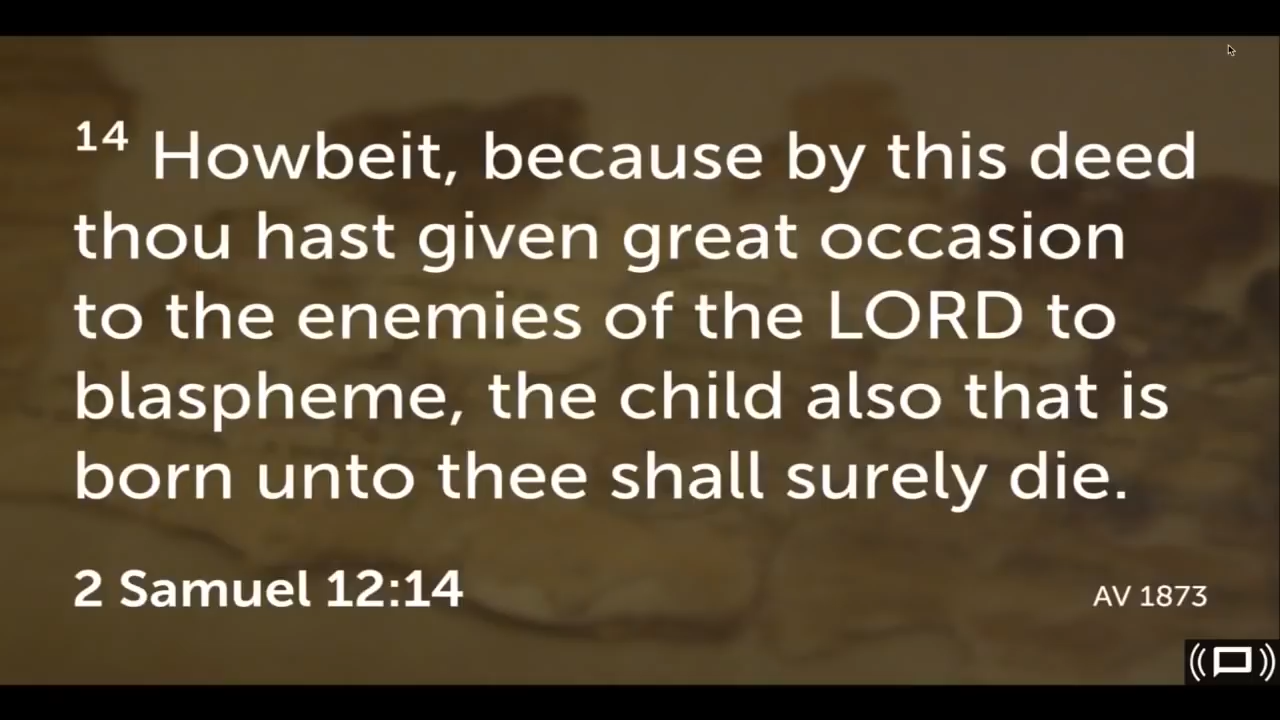 14 Howbeit, because by this deed
thou hast given great occasion
to the enemies of the LORD to
blaspheme, the child also that is
born unto thee shall surely die.
2 Samuel 12:14
AV 1873